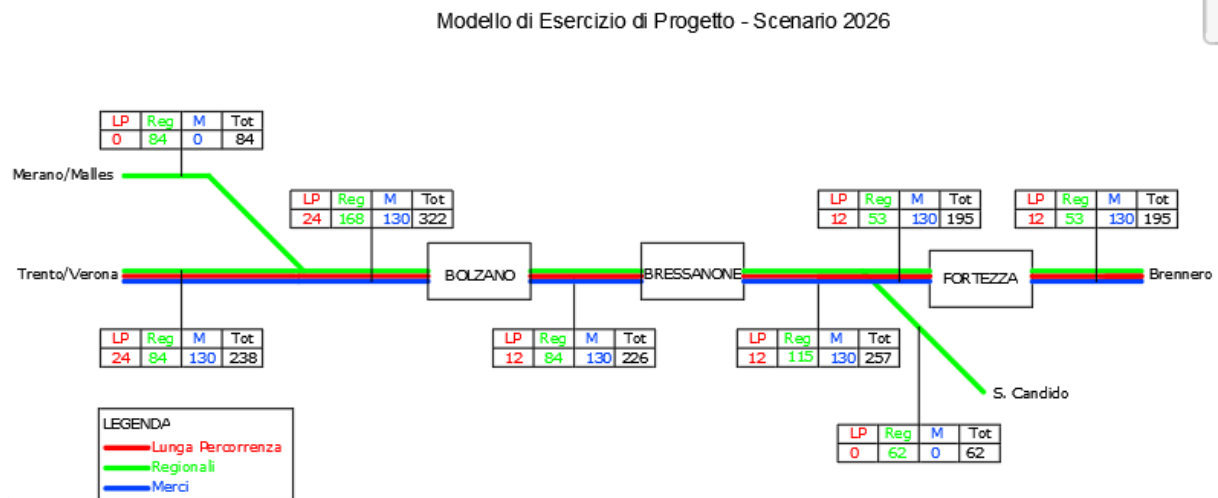 Modello di Esercizio di Progetto - Scenario 2026
LP Reg M Tot
0 84 0 84
Merano/Malles
LP Reg M Tot
24 168 130 322
LP Reg M Tot
12 53 130 195
LP Reg M Tot
12 53 130 195
Trento/Verona
BOLZANO
BRESSANONE
FORTEZZA
Brennero
LP Reg M Tot
24 84 130 238
LP Reg M Tot
12 84 130 226
LP Reg M Tot
12 115 130 257
S. Candido
LP Reg M Tot
0 62 0 62
LEGENDA
Lunga Percorrenza
Regionali
Merci